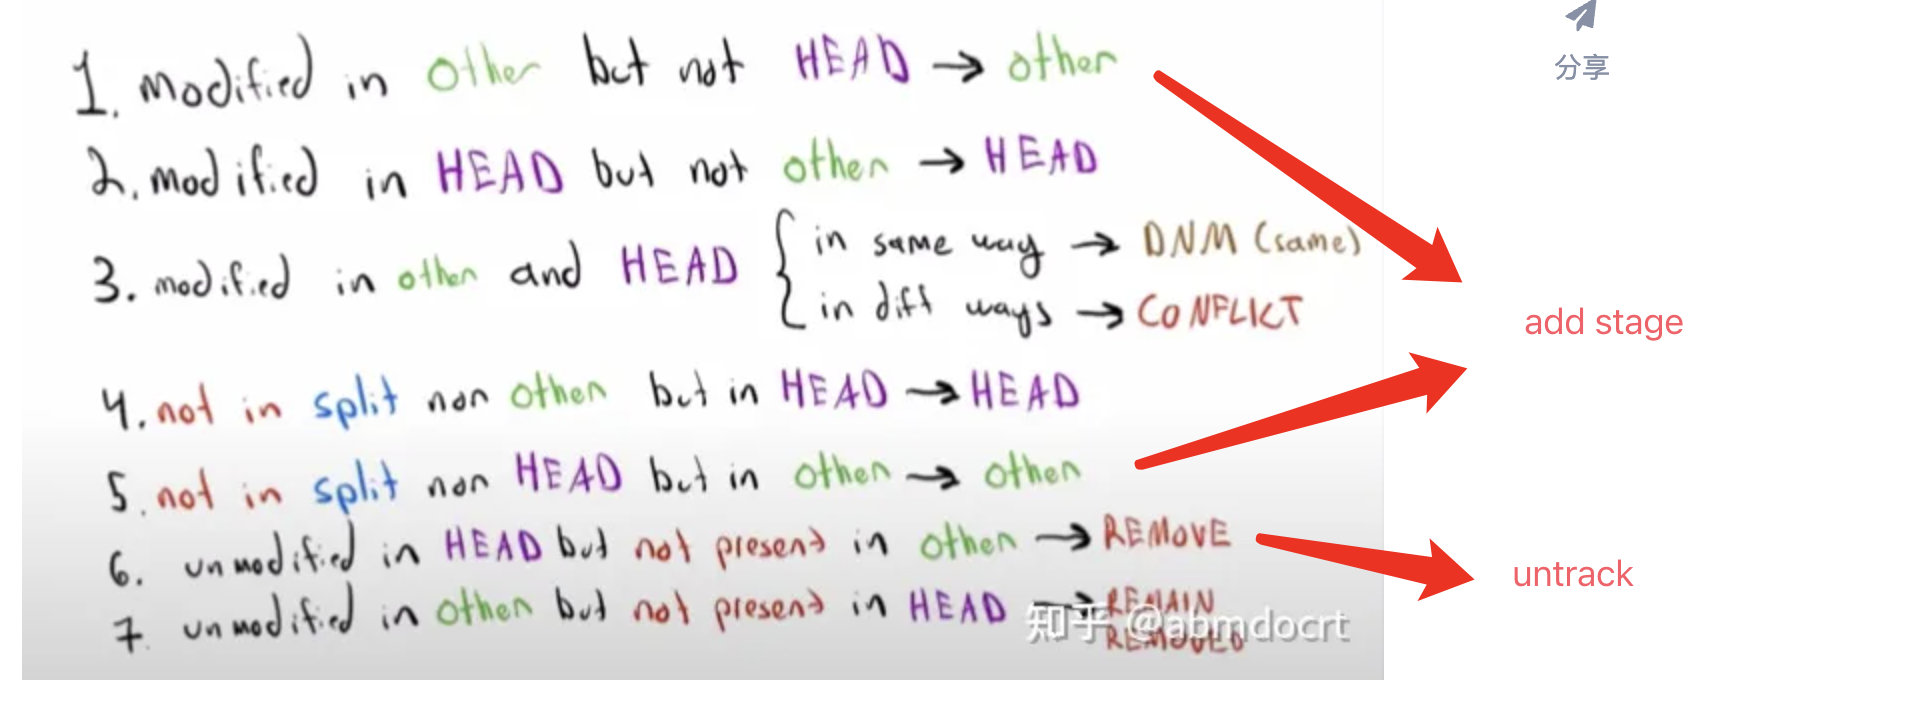 分享
1. modified in other but not HEAD → other
2. modified in HEAD but not other → HEAD
3. modified in other and HEAD { in same way → DNM (same)
in diff ways → CONFLICT
add stage
4. not in split nor other but in HEAD → HEAD
5. not in split nor HEAD but in other → other
6. unmodified in HEAD but not present in other → REMOVE
untrack
7. unmodified in other but not present in HEAD → REMAIN
REMOVED
知乎 @abmdocrt